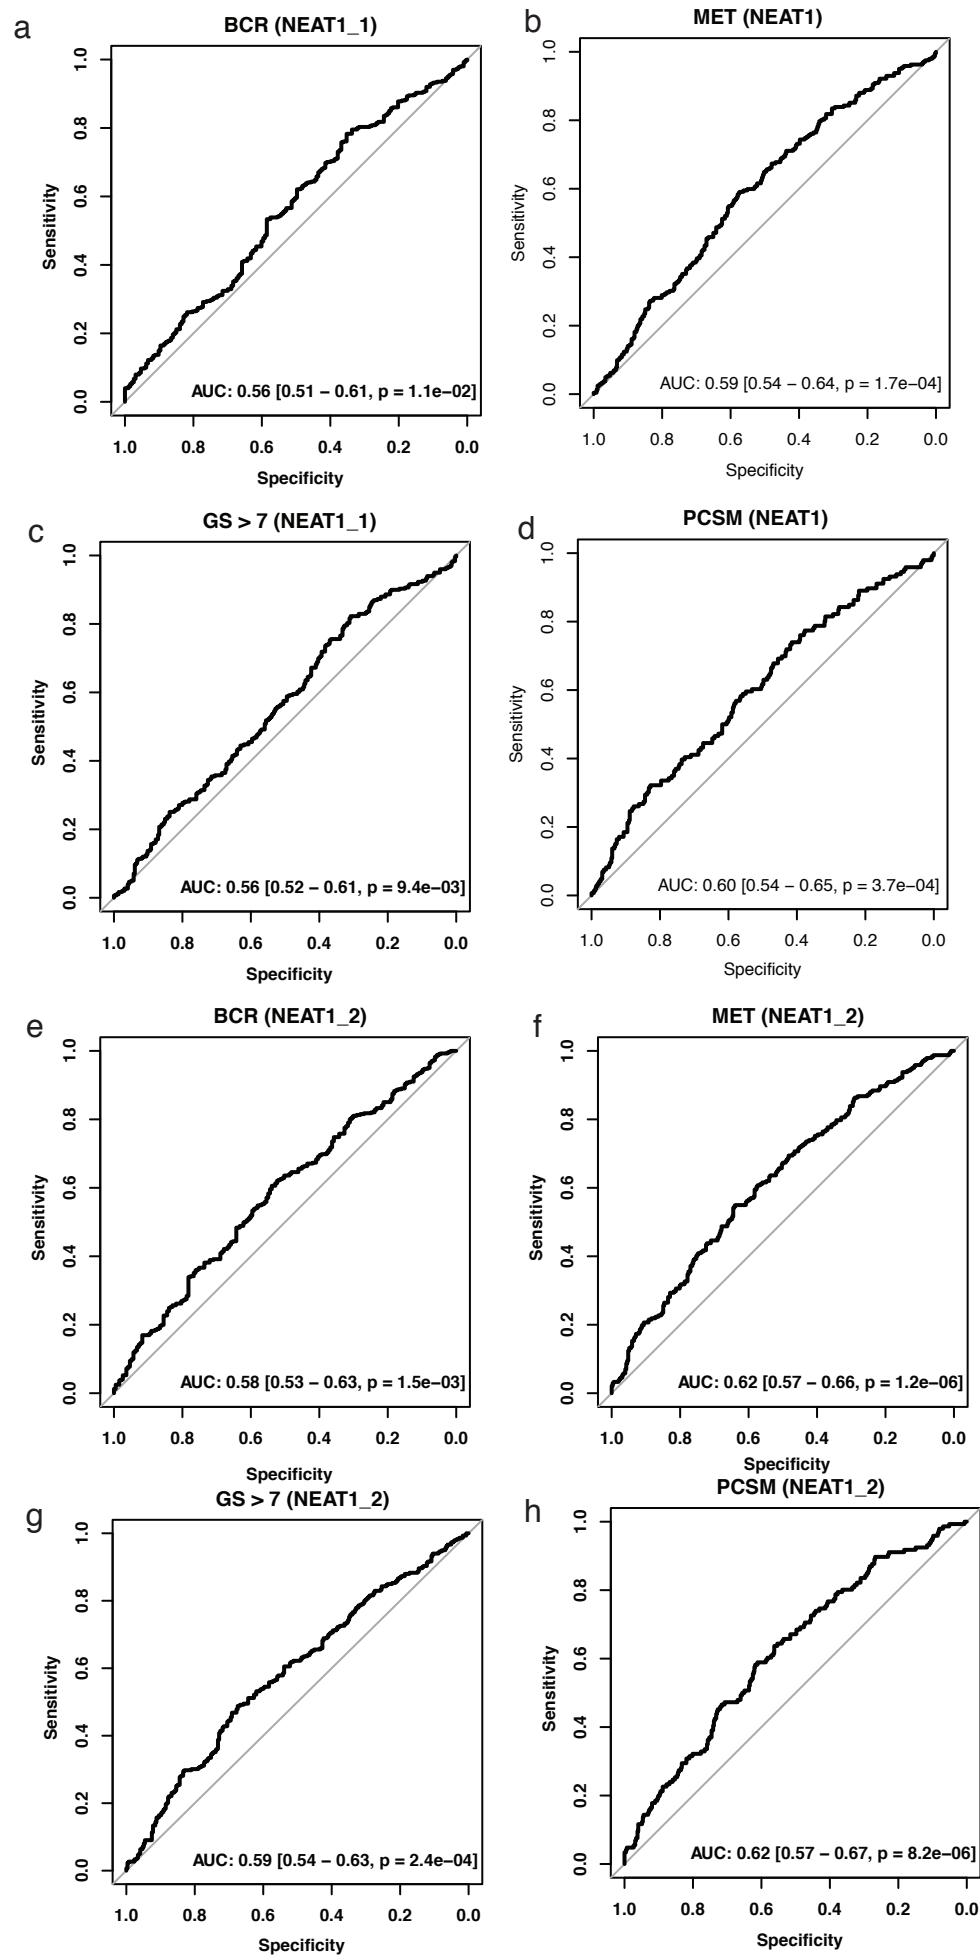 a
BCR (NEAT1_1)
Sensitivity
0.0 0.2 0.4 0.6 0.8 1.0
AUC: 0.56 [0.51 − 0.61, p = 1.1e−02]
1.0 0.8 0.6 0.4 0.2 0.0
Specificity
b
MET (NEAT1)
Sensitivity
0.0 0.2 0.4 0.6 0.8 1.0
AUC: 0.59 [0.54 − 0.64, p = 1.7e−04]
1.0 0.8 0.6 0.4 0.2 0.0
Specificity
c
GS > 7 (NEAT1_1)
Sensitivity
0.0 0.2 0.4 0.6 0.8 1.0
AUC: 0.56 [0.52 − 0.61, p = 9.4e−03]
1.0 0.8 0.6 0.4 0.2 0.0
Specificity
d
PCSM (NEAT1)
Sensitivity
0.0 0.2 0.4 0.6 0.8 1.0
AUC: 0.60 [0.54 − 0.65, p = 3.7e−04]
1.0 0.8 0.6 0.4 0.2 0.0
Specificity
e
BCR (NEAT1_2)
Sensitivity
0.0 0.2 0.4 0.6 0.8 1.0
AUC: 0.58 [0.53 − 0.63, p = 1.5e−03]
1.0 0.8 0.6 0.4 0.2 0.0
Specificity
f
MET (NEAT1_2)
Sensitivity
0.0 0.2 0.4 0.6 0.8 1.0
AUC: 0.62 [0.57 − 0.66, p = 1.2e−06]
1.0 0.8 0.6 0.4 0.2 0.0
Specificity
g
GS > 7 (NEAT1_2)
Sensitivity
0.0 0.2 0.4 0.6 0.8 1.0
AUC: 0.59 [0.54 − 0.63, p = 2.4e−04]
1.0 0.8 0.6 0.4 0.2 0.0
Specificity
h
PCSM (NEAT1_2)
Sensitivity
0.0 0.2 0.4 0.6 0.8 1.0
AUC: 0.62 [0.57 − 0.67, p = 8.2e−06]
1.0 0.8 0.6 0.4 0.2 0.0
Specificity